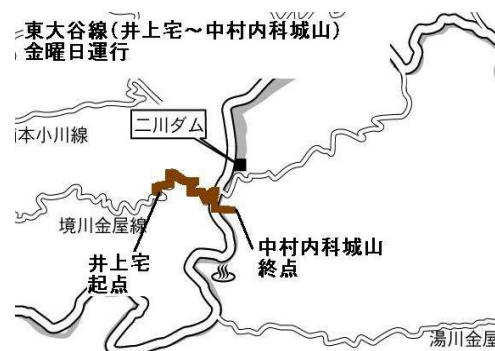 東大谷線(井上宅～中村内科城山)
金曜日運行
二川ダム
本小川線
境川金屋線
井上宅
起点
中村内科城山
終点
湯川金屋